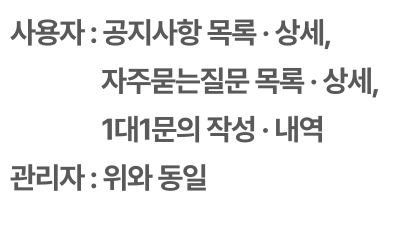 사용자 : 공지사항 목록 · 상세,
자주묻는질문 목록 · 상세,
1대1문의 작성 · 내역
관리자 : 위와 동일